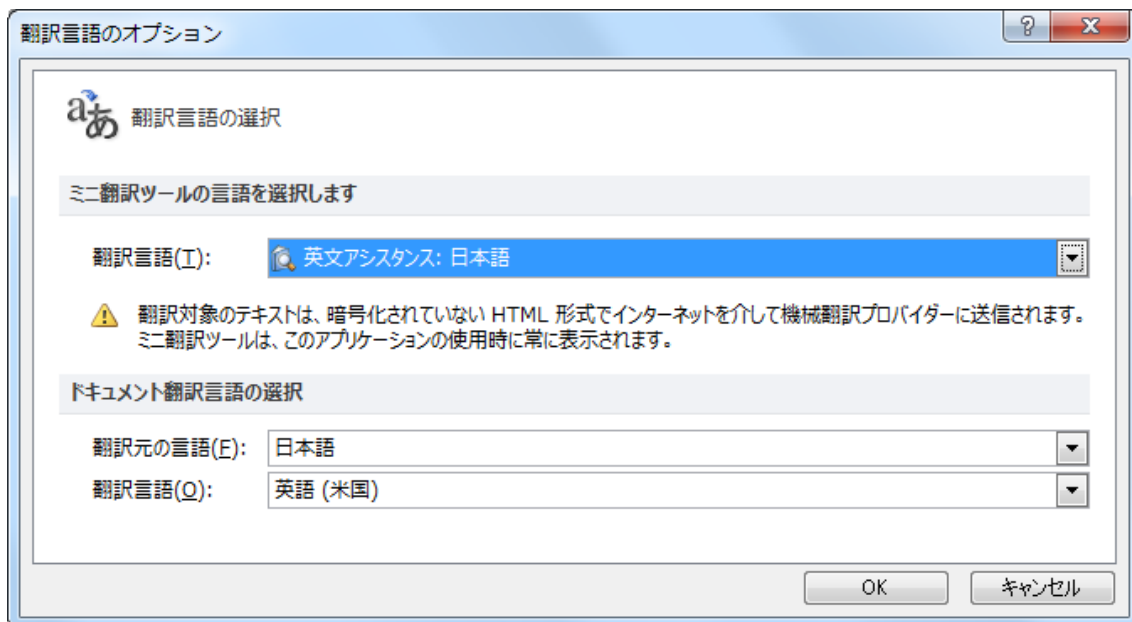 翻訳言語のオプション
翻訳言語の選択
ミニ翻訳ツールの言語を選択します
翻訳言語(T): 英文アシスタンス: 日本語
翻訳対象のテキストは、暗号化されていない HTML 形式でインターネットを介して機械翻訳プロバイダーに送信されます。
ミニ翻訳ツールは、このアプリケーションの使用時に常に表示されます。
ドキュメント翻訳言語の選択
翻訳元の言語(F): 日本語
翻訳言語(O): 英語 (米国)
OK キャンセル